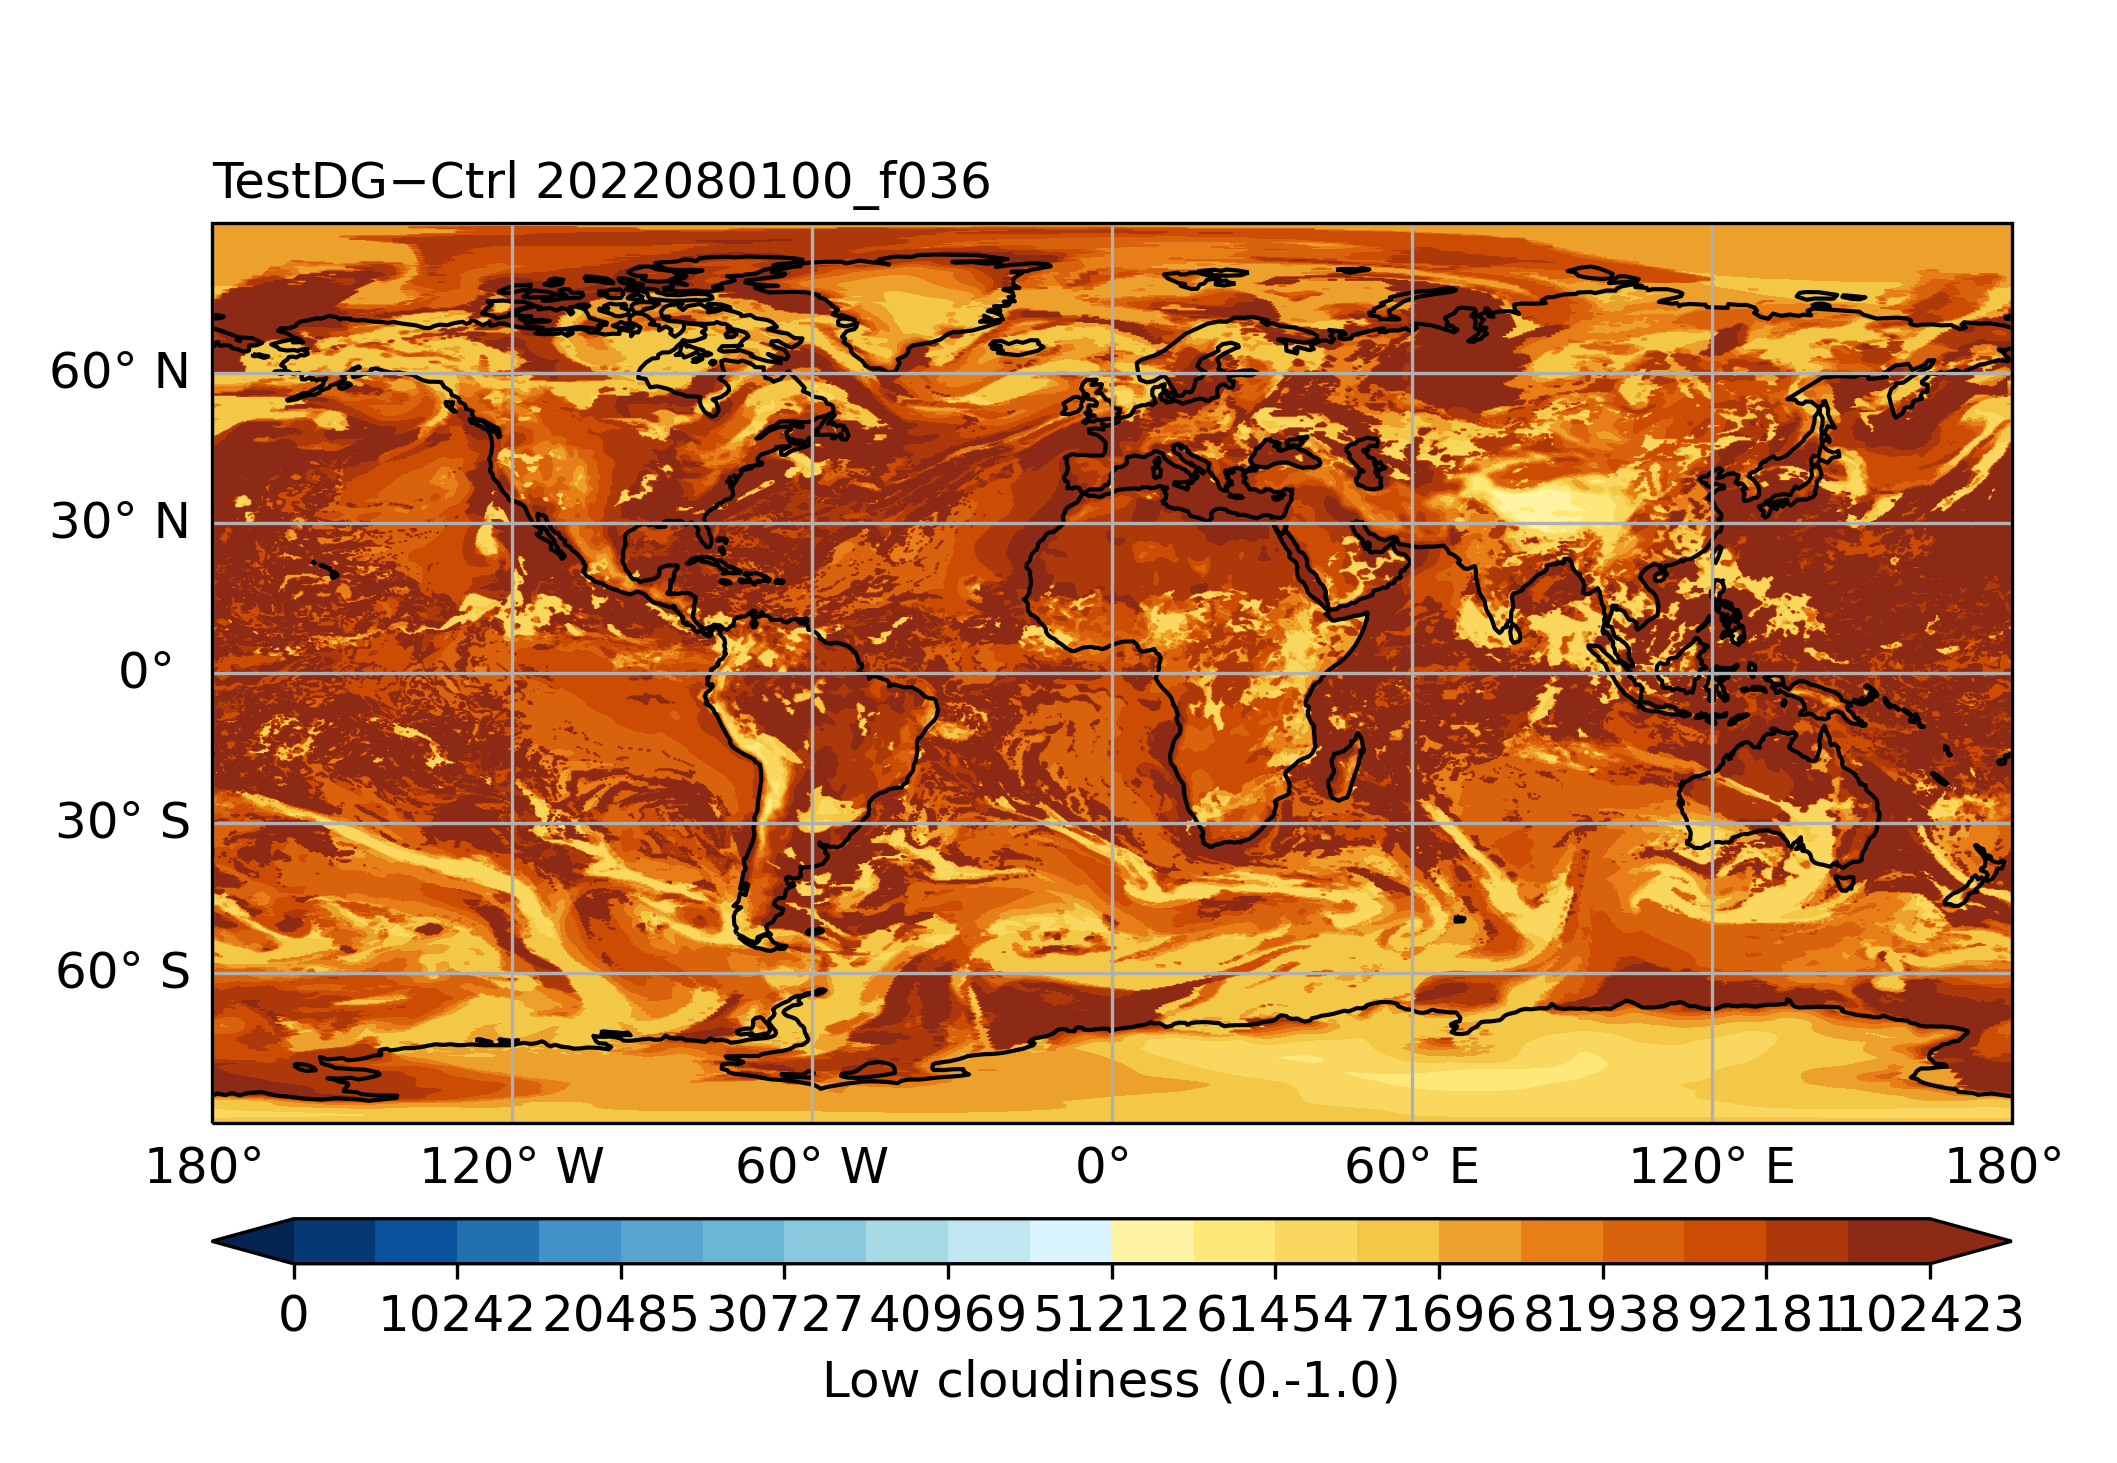 TestDG−Ctrl 2022080100_f036
60° N
30° N
0°
30° S
60° S
180° 120° W 60° W 0° 60° E 120° E 180°
0 10242 20485 30727 40969 51212 61454 71696 81938 92181 102423
Low cloudiness (0.-1.0)